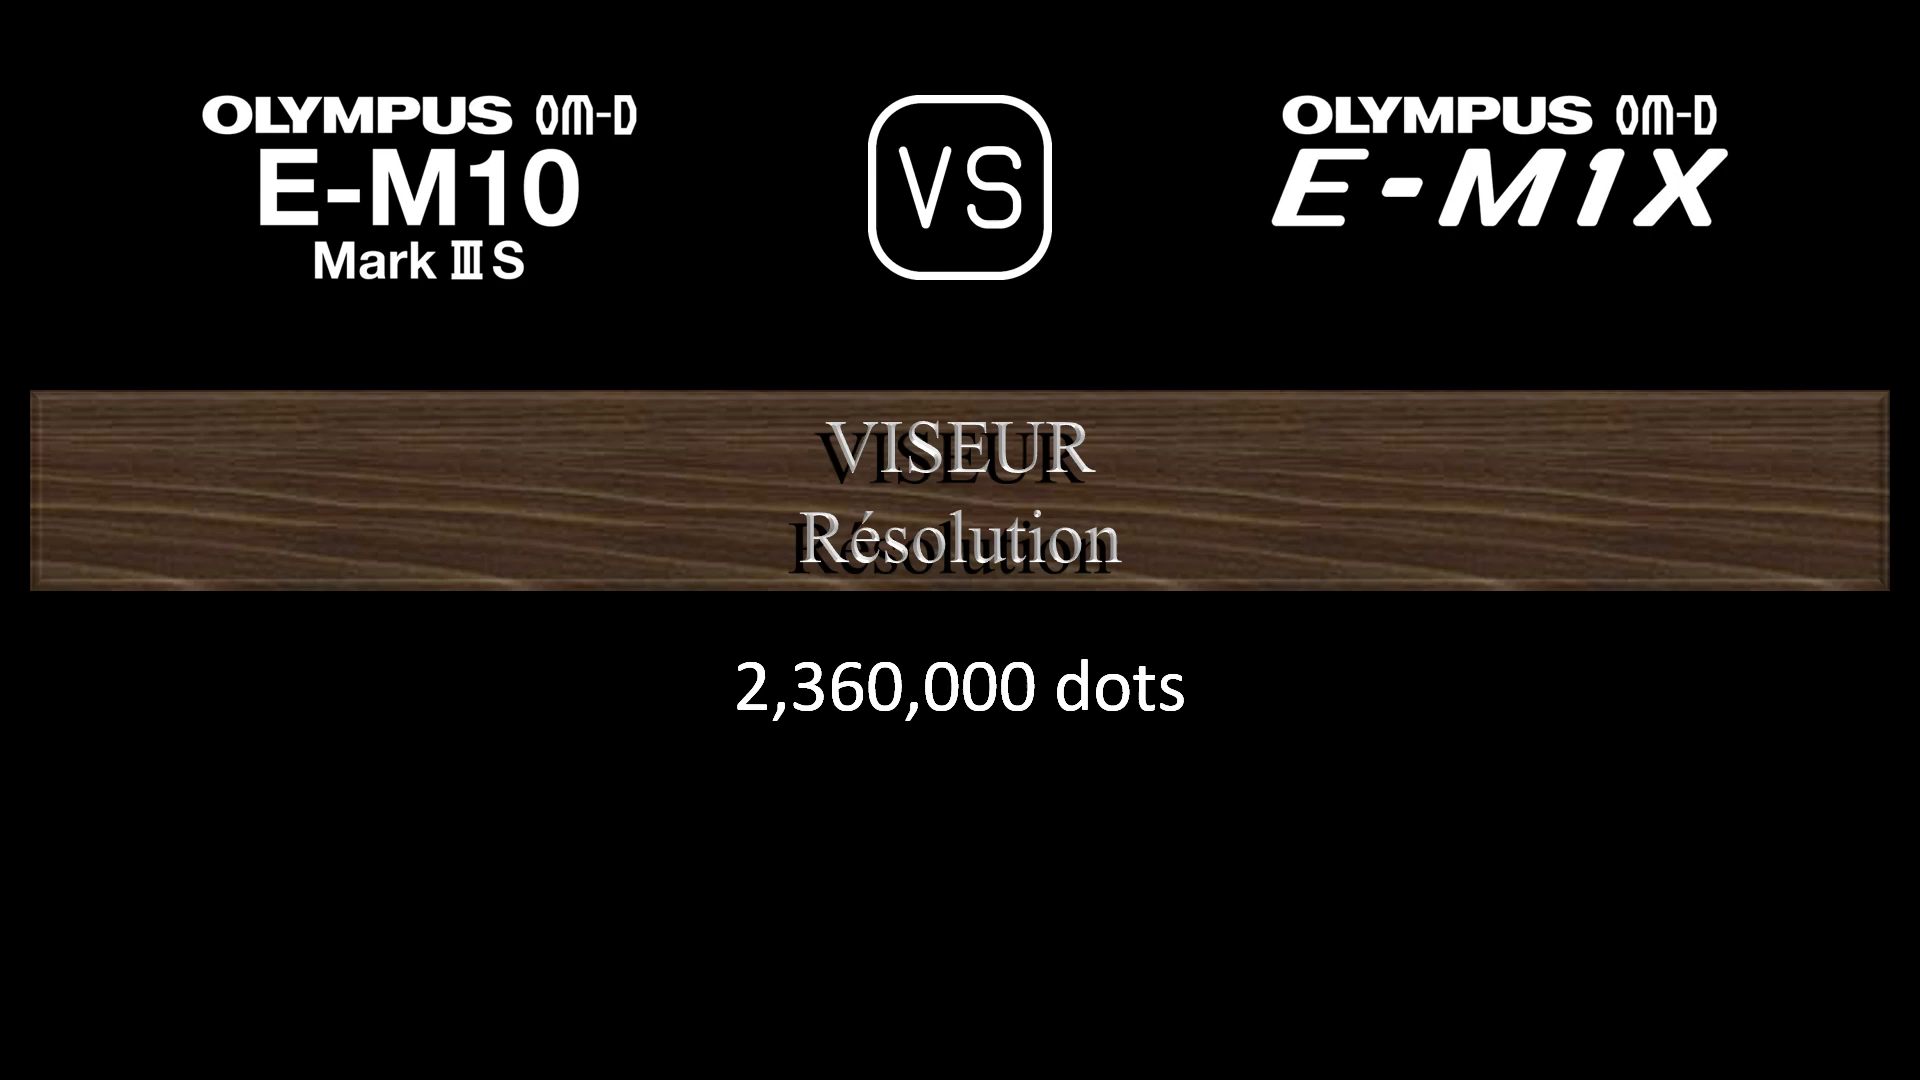 OLYMPUS OM-D
E-M10
Mark III S
VS
OLYMPUS OM-D
E-M1X
VISEUR
Résolution
2,360,000 dots